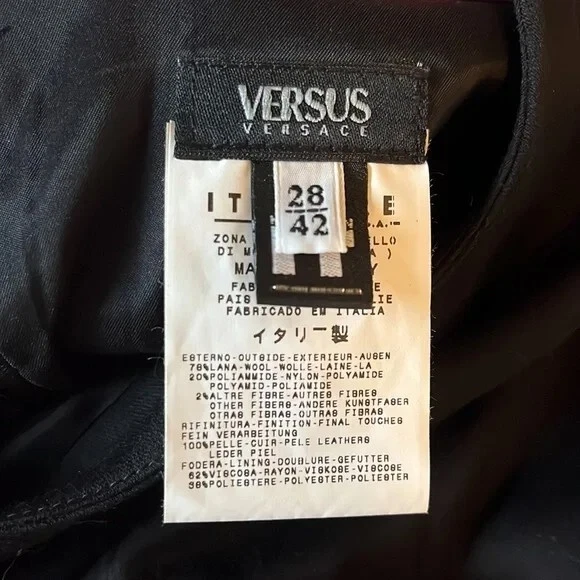 VERSUS
VERSACE
28
42
IT E
S.A.
ZONA
DI M )
MA Y
FAB
PAIS LIE
FABRICADO EM ITALIA
イタリー製
ESTERNO-OUTSIDE-EXTERIEUR-AUSEN
78%LANA-WOOL-WOLLE-LAINE-LA
20%POLIAMMIDE-NYLON-POLYAMIDE
POLYAMID-POLIAMIDE
2%ALTRE FIBRE-AUTRES FIBRES
OTHER FIBERS-ANDERE KUNSTFASER
OTRAS FIBRAS-OUTRAS FIBRAS
RIFINITURA-FINITION-FINAL TOUCHES
FEIN VERARBEITUNG
100%PELLE-CUIR-PELE LEATHERS
LEDER PIEL
FODERA-LINING-DOUBLURE-GEFUTTER
62%VISCOSA-RAYON-VISKOSE-VISCOSE
38%POLIESTERE-POLYESTER-POLIESTER